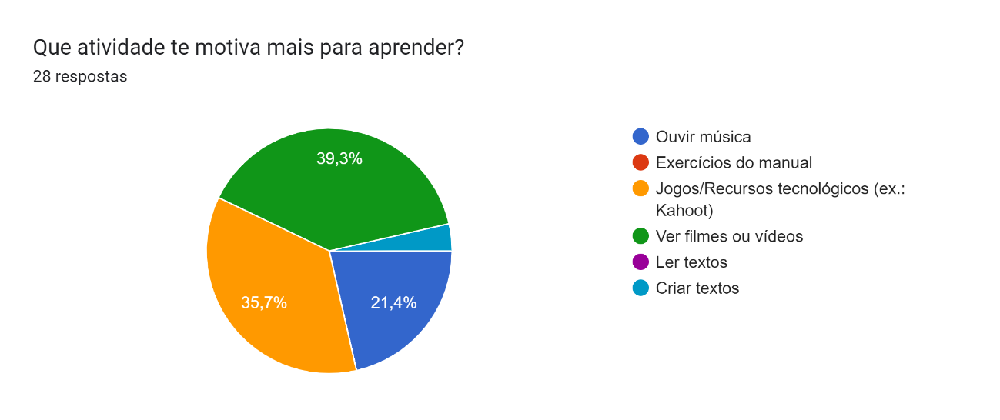 Que atividade te motiva mais para aprender?
28 respostas
39,3%
35,7%
21,4%
Ouvir música
Exercícios do manual
Jogos/Recursos tecnológicos (ex.:
Kahoot)
Ver filmes ou vídeos
Ler textos
Criar textos